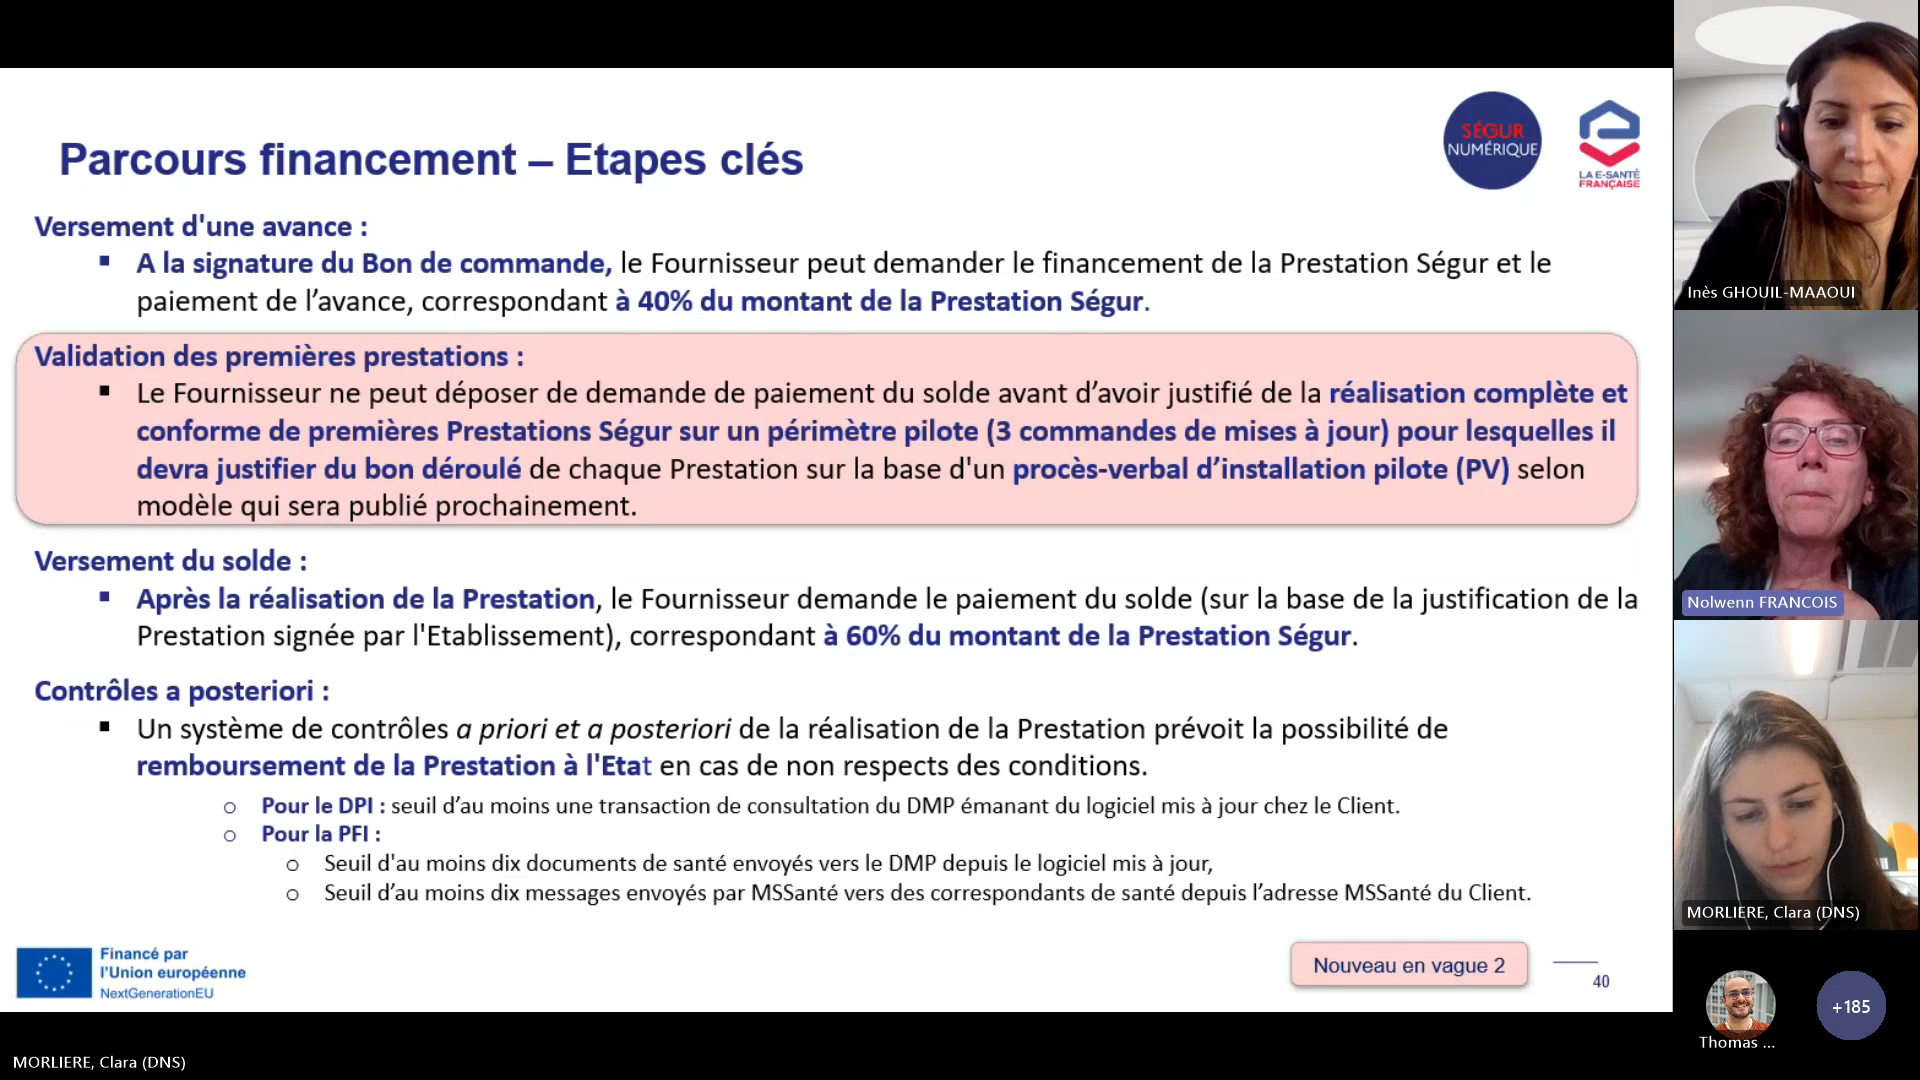 Parcours financement – Etapes clés
SÉGUR
NUMÉRIQUE
LA E-SANTÉ
FRANÇAISE
Versement d'une avance :
▪ A la signature du Bon de commande, le Fournisseur peut demander le financement de la Prestation Ségur et le
paiement de l’avance, correspondant à 40% du montant de la Prestation Ségur.
Validation des premières prestations :
▪ Le Fournisseur ne peut déposer de demande de paiement du solde avant d’avoir justifié de la réalisation complète et
conforme de premières Prestations Ségur sur un périmètre pilote (3 commandes de mises à jour) pour lesquelles il
devra justifier du bon déroulé de chaque Prestation sur la base d'un procès-verbal d’installation pilote (PV) selon
modèle qui sera publié prochainement.
Versement du solde :
▪ Après la réalisation de la Prestation, le Fournisseur demande le paiement du solde (sur la base de la justification de la
Prestation signée par l'Etablissement), correspondant à 60% du montant de la Prestation Ségur.
Contrôles a posteriori :
▪ Un système de contrôles a priori et a posteriori de la réalisation de la Prestation prévoit la possibilité de
remboursement de la Prestation à l'Etat en cas de non respects des conditions.
o Pour le DPI : seuil d’au moins une transaction de consultation du DMP émanant du logiciel mis à jour chez le Client.
o Pour la PFI :
o Seuil d'au moins dix documents de santé envoyés vers le DMP depuis le logiciel mis à jour,
o Seuil d’au moins dix messages envoyés par MSSanté vers des correspondants de santé depuis l’adresse MSSanté du Client.
Financé par
l’Union européenne
NextGenerationEU
Nouveau en vague 2
40
Inès GHOUIL-MAAOUI
Nolwenn FRANCOIS
MORLIERE, Clara (DNS)
Thomas ...
+185
MORLIERE, Clara (DNS)